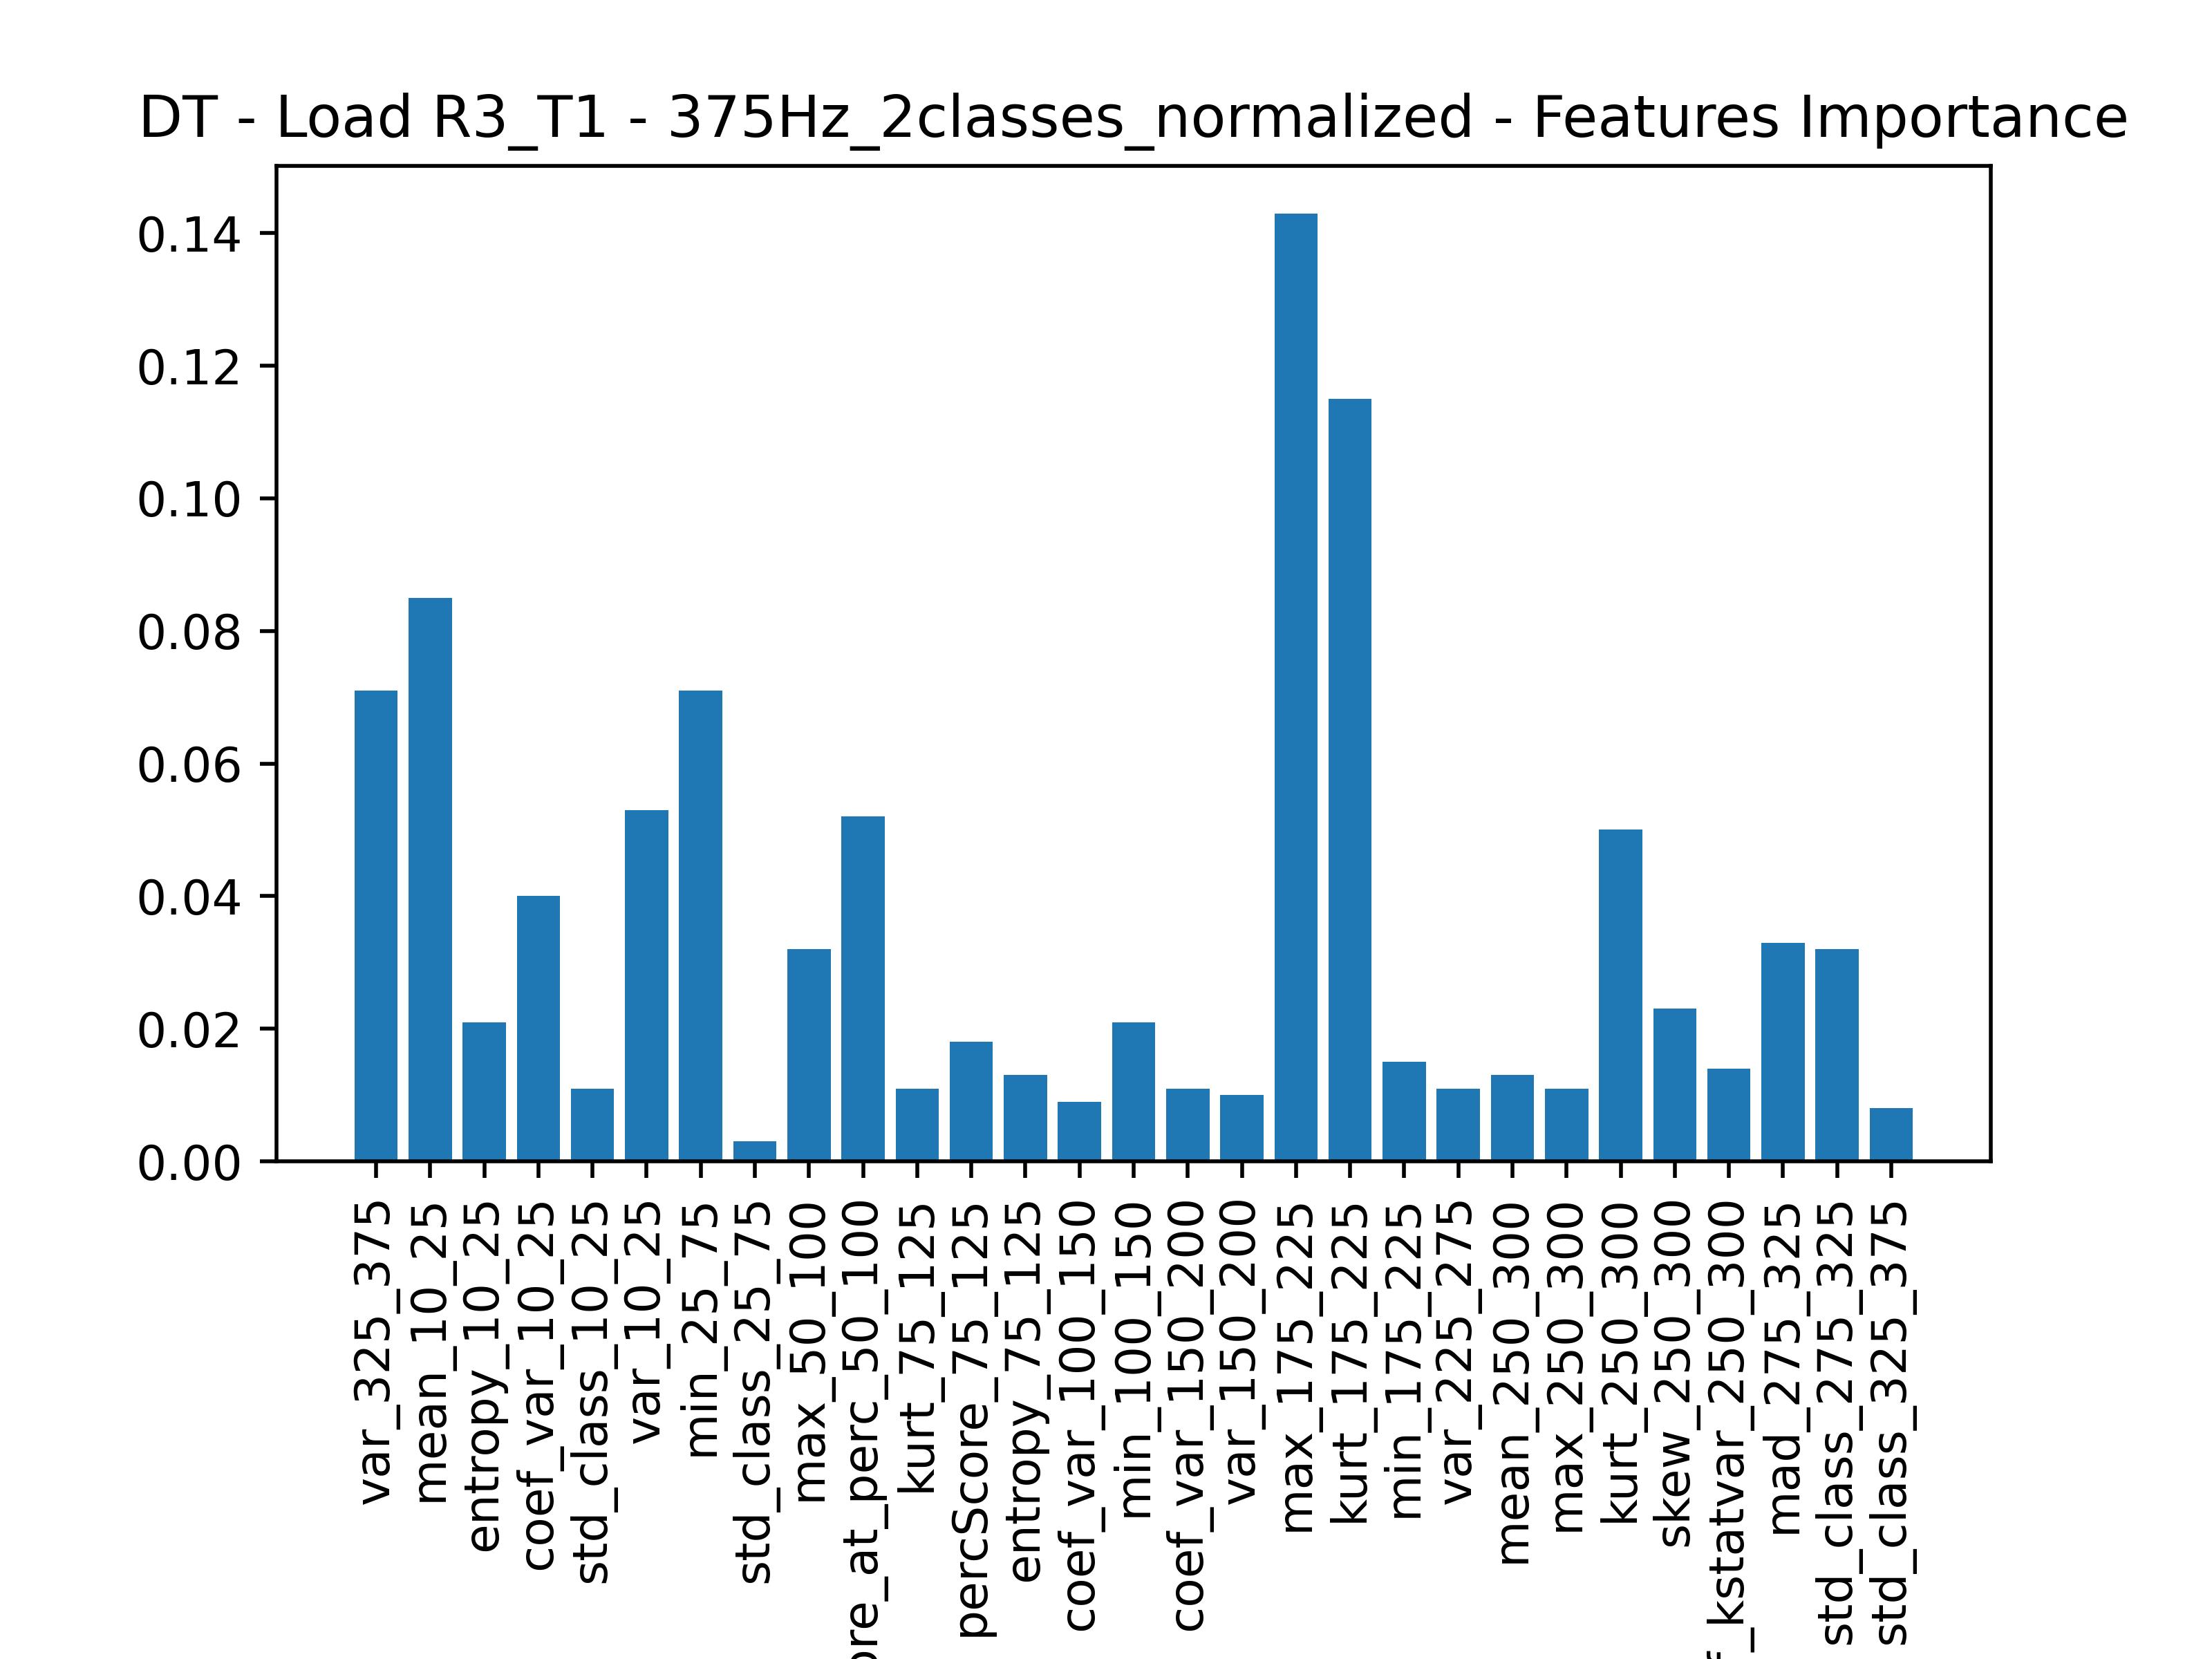 DT - Load R3_T1 - 375Hz_2classes_normalized - Features Importance
0.14
0.12
0.10
0.08
0.06
0.04
0.02
0.00
var_325_375
mean_10_25
entropy_10_25
coef_var_10_25
std_class_10_25
var_10_25
min_25_75
std_class_25_75
max_50_100
ore_at_perc_50_100
kurt_75_125
percScore_75_125
entropy_75_125
coef_var_100_150
min_100_150
coef_var_150_200
var_150_200
max_175_225
kurt_175_225
min_175_225
var_225_275
mean_250_300
max_250_300
kurt_250_300
skew_250_300
f_kstatvar_250_300
mad_275_325
std_class_275_325
std_class_325_375